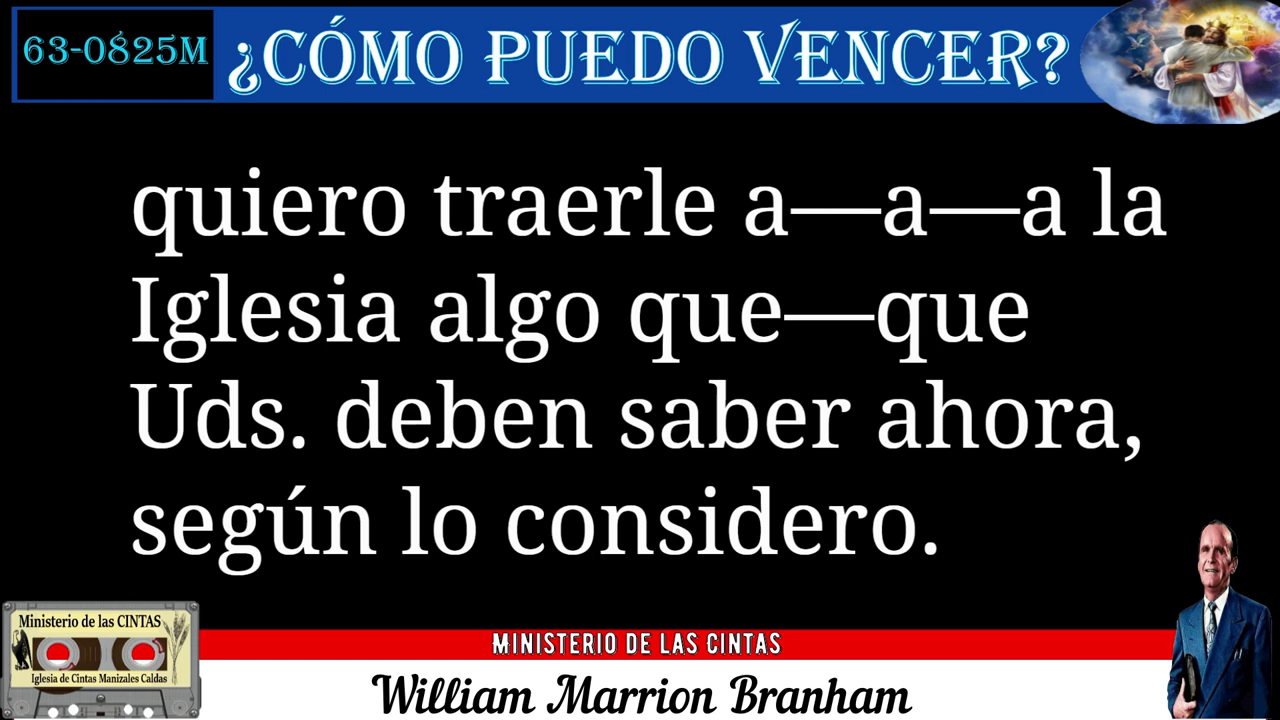 63-0825M
¿CÓMO PUEDO VENCER?
quiero traerle a—a—a la
Iglesia algo que—que
Uds. deben saber ahora,
según lo considero.
Ministerio de las CINTAS
Iglesia de Cintas Manizales Caldas
MINISTERIO DE LAS CINTAS
William Marrion Branham